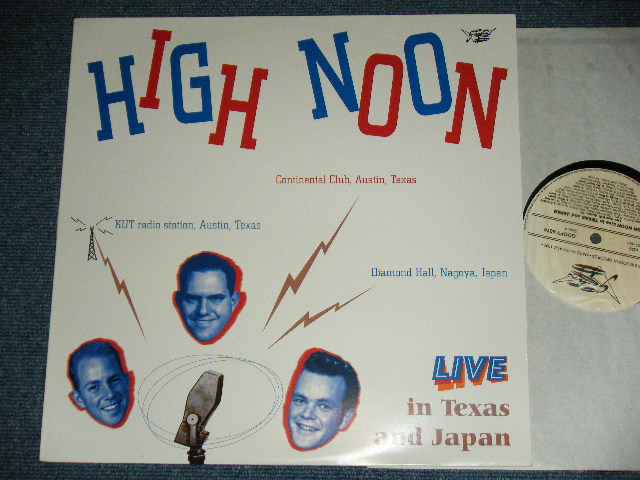 HIGH NOON
Continental Club, Austin, Texas
KUT radio station, Austin, Texas
Diamond Hall, Nagoya, Japan
LIVE
in Texas
and Japan